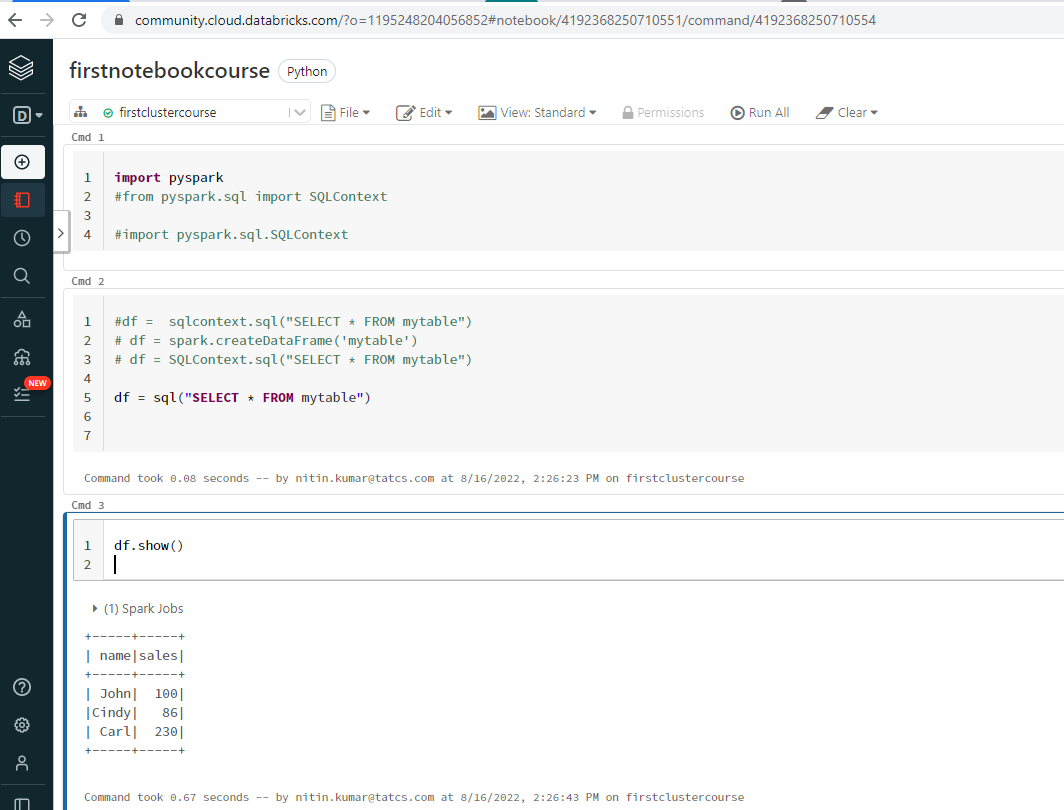 community.cloud.databricks.com/?o=1195248204056852#notebook/4192368250710551/command/4192368250710554
firstnotebookcourse Python
D
firstclustercourse File Edit View: Standard Permissions Run All Clear
Cmd 1
1 import pyspark
2 #from pyspark.sql import SQLContext
3
4 #import pyspark.sql.SQLContext
Cmd 2
1 #df =  sqlcontext.sql("SELECT * FROM mytable")
2 # df = spark.createDataFrame('mytable')
3 # df = SQLContext.sql("SELECT * FROM mytable")
4
NEW
5 df = sql("SELECT * FROM mytable")
6
7
Command took 0.08 seconds -- by nitin.kumar@tatcs.com at 8/16/2022, 2:26:23 PM on firstclustercourse
Cmd 3
1 df.show()
2
(1) Spark Jobs
+-----+-----+
| name|sales|
+-----+-----+
| John|  100|
|Cindy|   86|
| Carl|  230|
+-----+-----+
Command took 0.67 seconds -- by nitin.kumar@tatcs.com at 8/16/2022, 2:26:43 PM on firstclustercourse